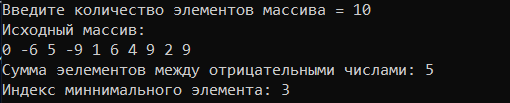 Введите количество элементов массива = 10
Исходный массив:
0 -6 5 -9 1 6 4 9 2 9
Сумма эелементов между отрицательными числами: 5
Индекс миннимального элемента: 3